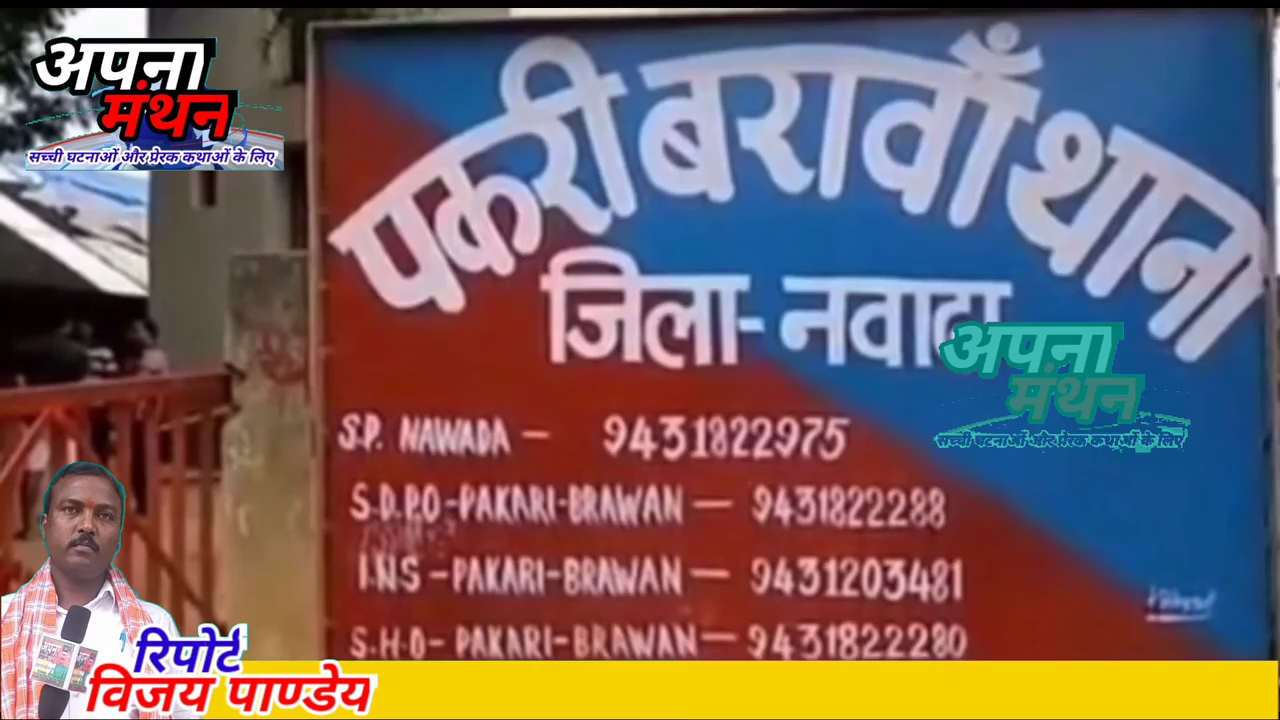 अपना
मंथन
सच्ची घटनाओं और प्रेरक कथाओं के लिए
पकरी बरावाँ थाना
जिला-नवादा
अपना
मंथन
सच्ची घटनाओं और प्रेरक कथाओं के लिए
S.P. NAWADA - 9431822975
S.D.P.O-PAKARI-BRAWAN - 9431822288
I.N.S - PAKARI-BRAWAN - 9431203481
S.H.O- PAKARI-BRAWAN - 9431822280
रिपोर्ट
विजय पाण्डेय